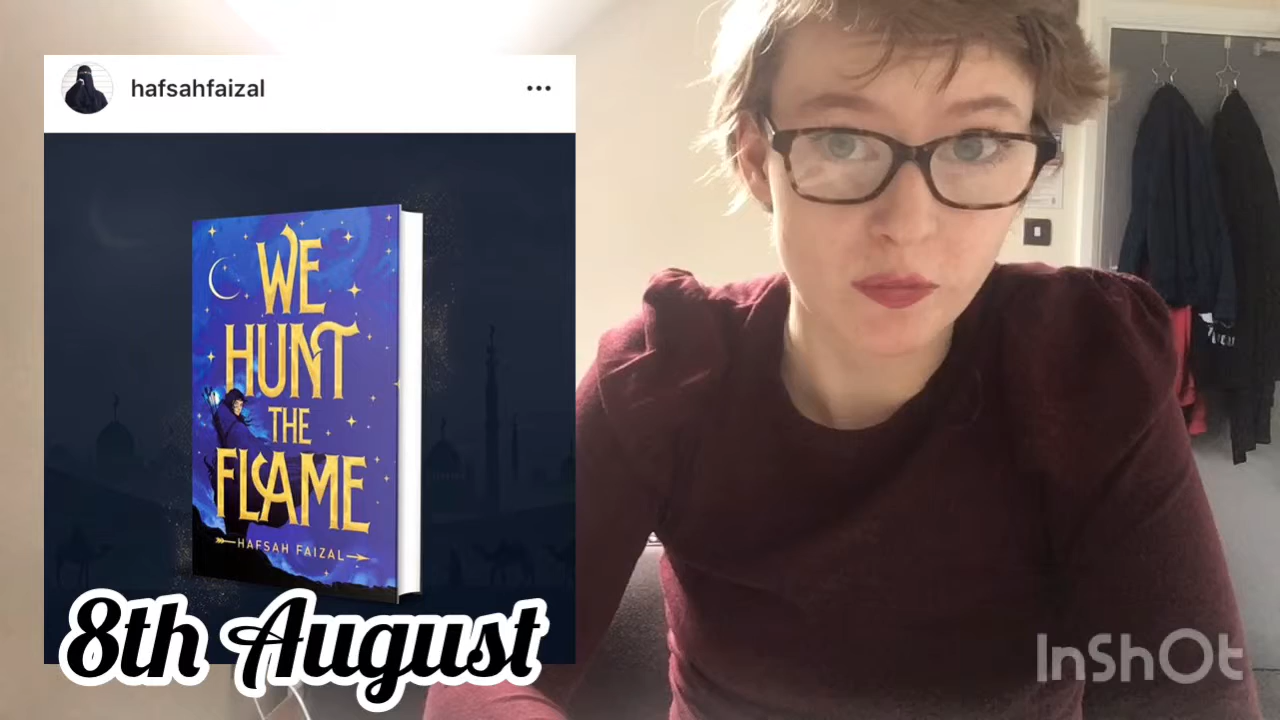 hafsahfaizal
WE
HUNT
THE
FLAME
HAFSAH FAIZAL
8th August
InShOt